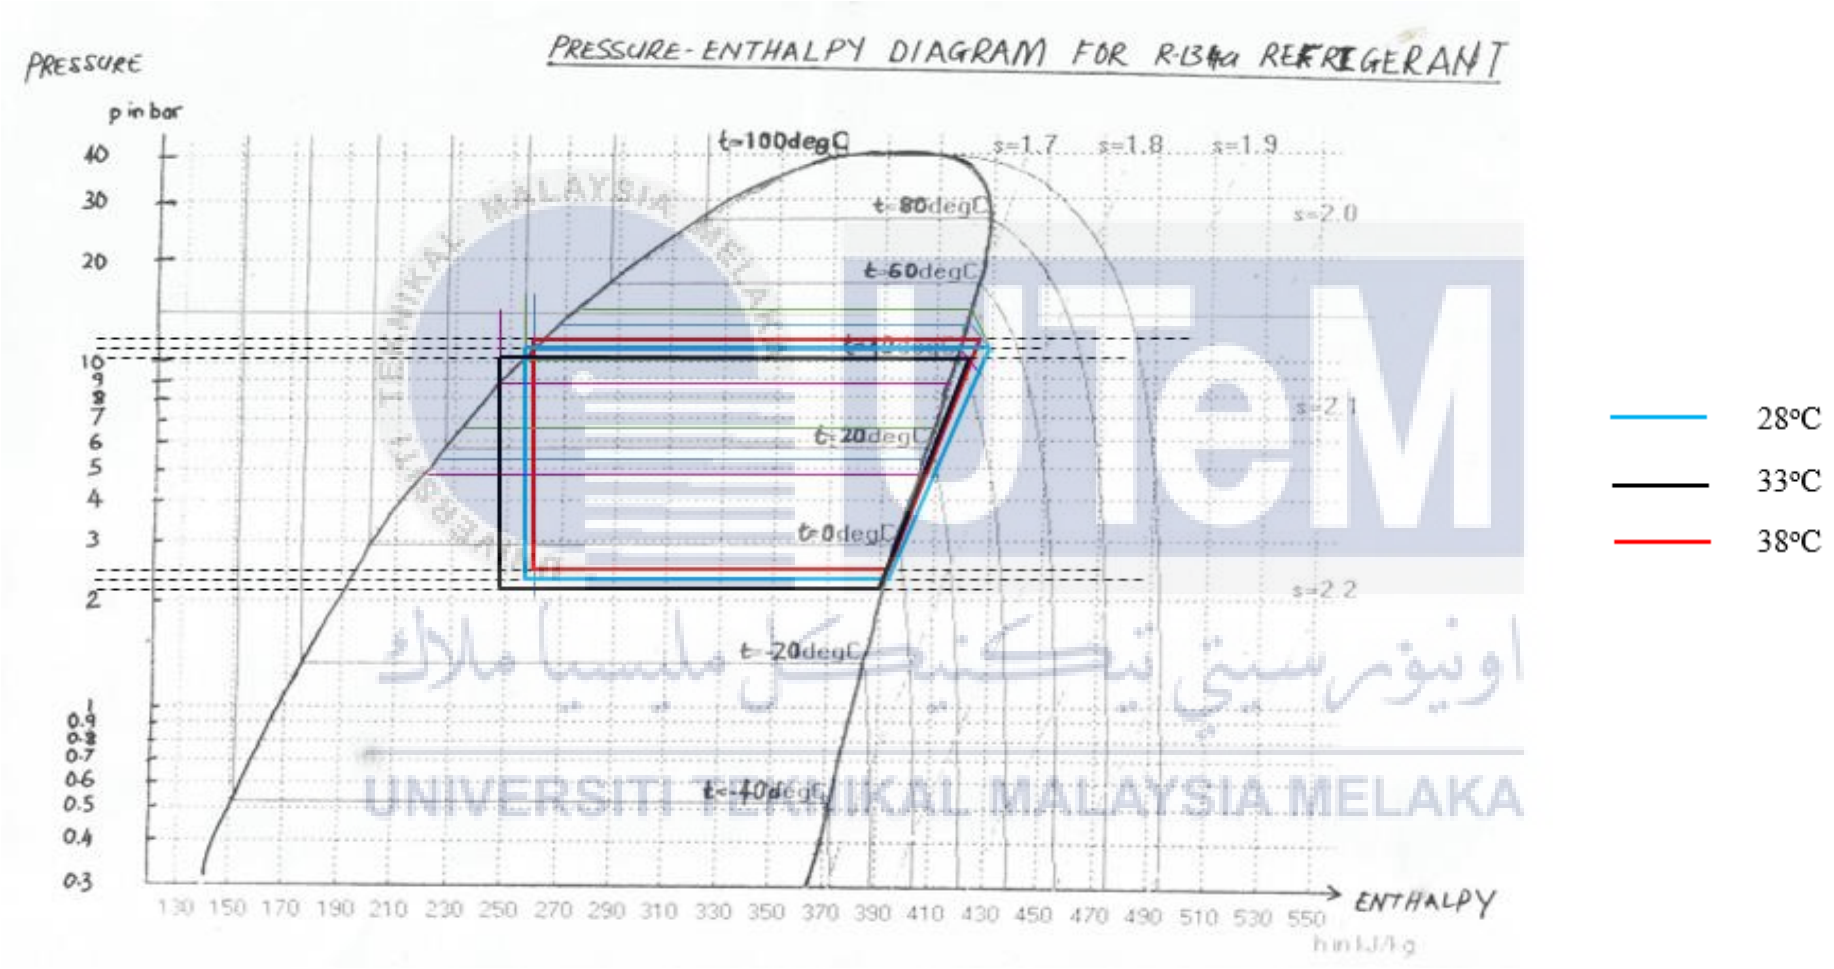 PRESSURE-ENTHALPY DIAGRAM FOR R-134a REFRIGERANT
PRESSURE
p in bar
t=100degC
s=1.7
s=1.8
s=1.9
40
30
t=80degC
s=2.0
20
t=60degC
UTeM
10
9
8
s=2.1
28°C
7
t=20degC
6
5
33°C
4
t=0degC
3
38°C
2
s=2.2
اونيۏرسيتي تيكنيكل مليسيا ملاك
t=-20degC
1
0.9
0.8
0.7
0.6
t=-40degC
UNIVERSITI TEKNIKAL MALAYSIA MELAKA
0.5
0.4
0.3
130 150 170 190 210 230 250 270 290 310 330 350 370 390 410 430 450 470 490 510 530 550
ENTHALPY
h in kJ/kg